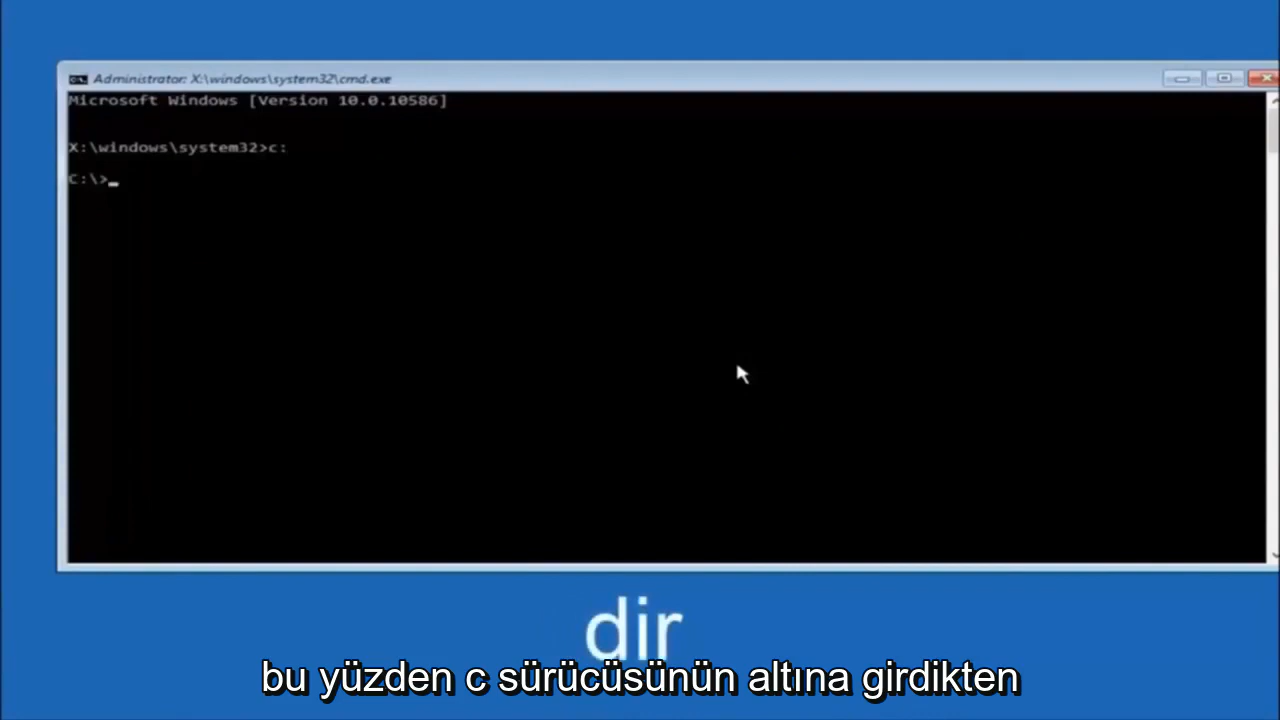 Administrator: X:\windows\system32\cmd.exe
Microsoft Windows [Version 10.0.10586]
X:\windows\system32>c:
C:\>_
dir
bu yüzden c sürücüsünün altına girdikten